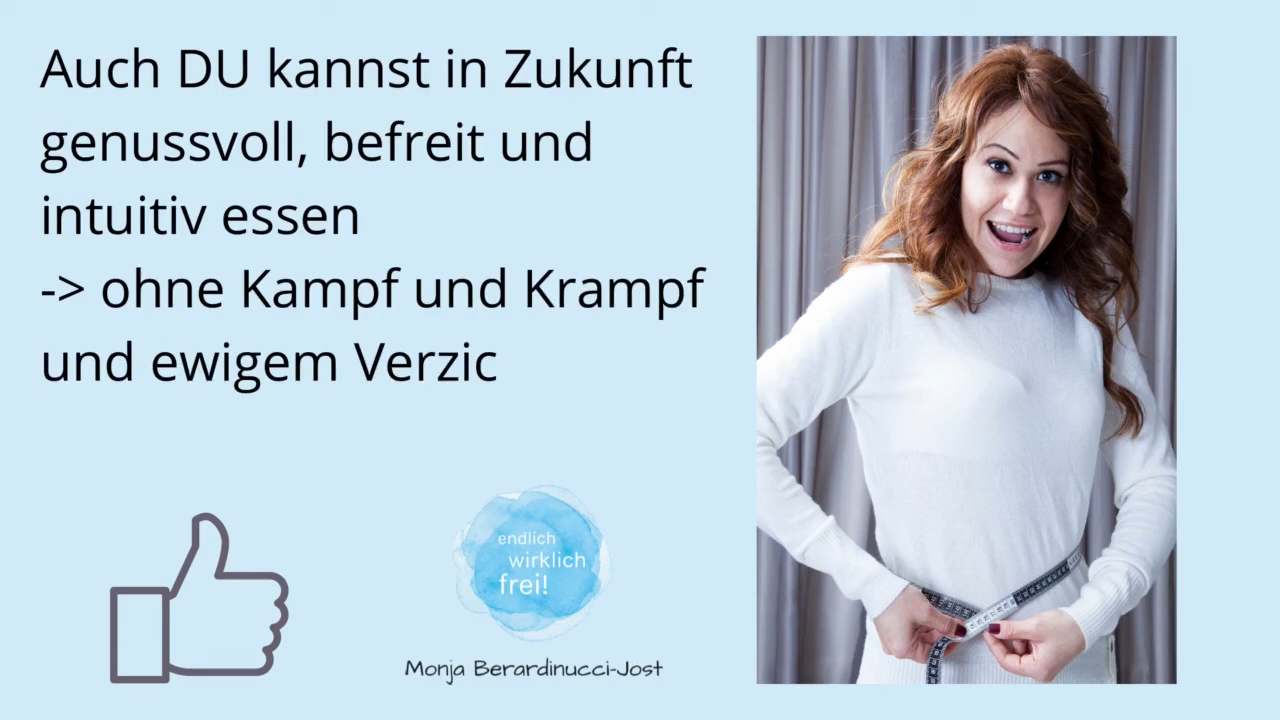 Auch DU kannst in Zukunft
genussvoll, befreit und
intuitiv essen
-> ohne Kampf und Krampf
und ewigem Verzic
endlich
wirklich
frei!
Monja Berardinucci-Jost